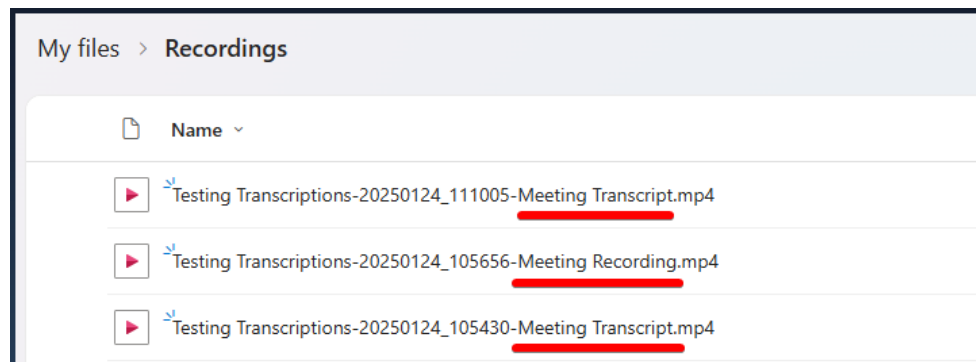 My files > Recordings
Name
Testing Transcriptions-20250124_111005-Meeting Transcript.mp4
Testing Transcriptions-20250124_105656-Meeting Recording.mp4
Testing Transcriptions-20250124_105430-Meeting Transcript.mp4